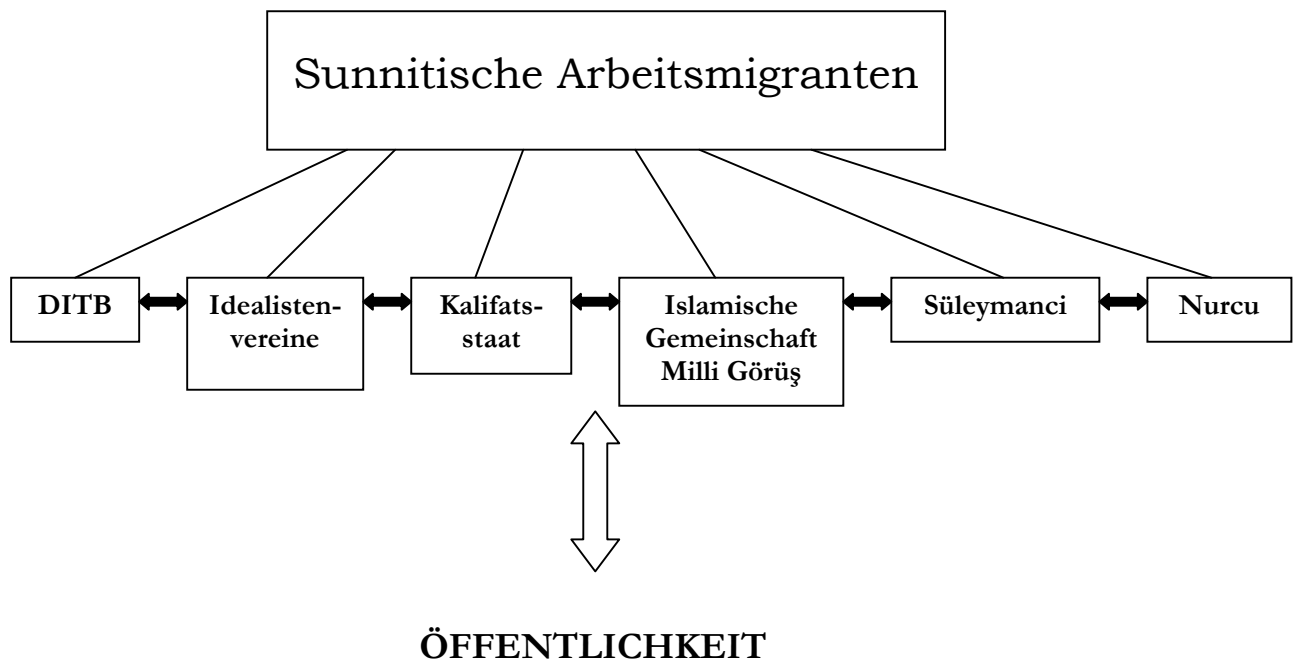 Sunnitische Arbeitsmigranten
DITB
Idealisten-
vereine
Kalifats-
staat
Islamische
Gemeinschaft
Milli Görüş
Süleymanci
Nurcu
ÖFFENTLICHKEIT